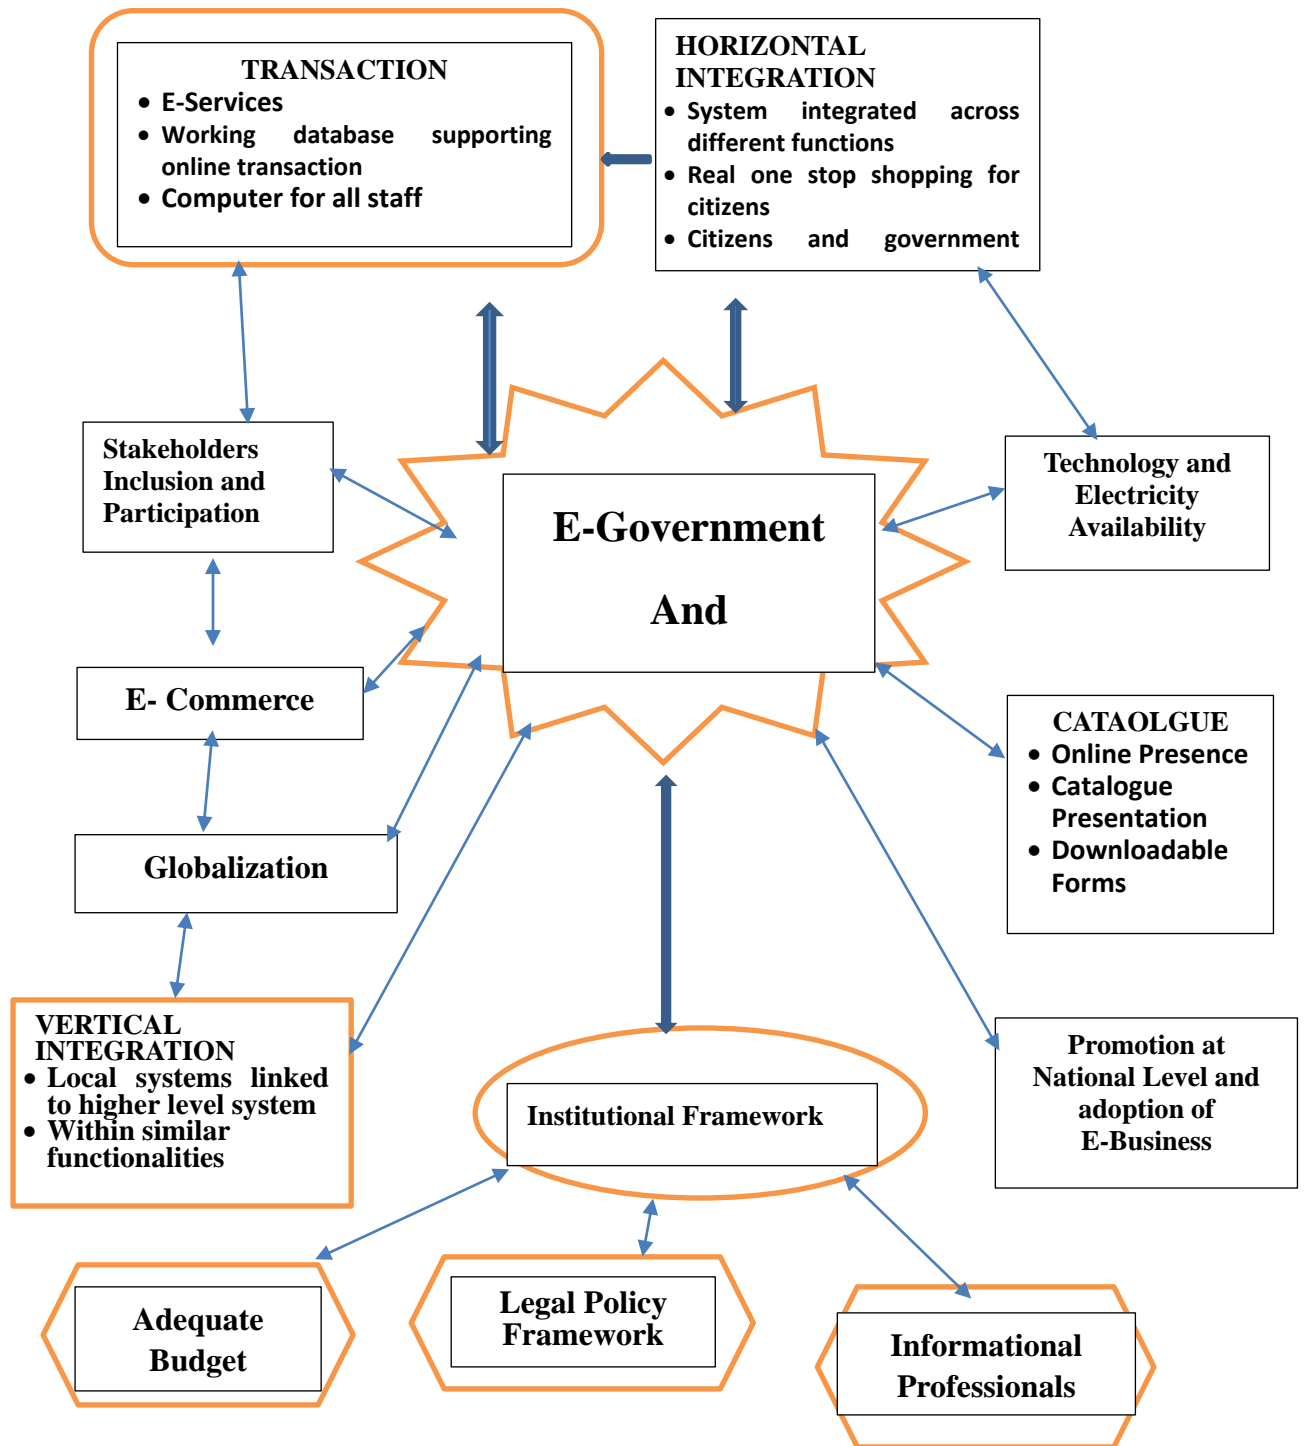 TRANSACTION
• E-Services
• Working database supporting
online transaction
• Computer for all staff
HORIZONTAL
INTEGRATION
• System integrated across
different functions
• Real one stop shopping for
citizens
• Citizens and government
Stakeholders
Inclusion and
Participation
E-Government
And
Technology and
Electricity
Availability
E- Commerce
CATAOLGUE
• Online Presence
• Catalogue
Presentation
• Downloadable
Forms
Globalization
VERTICAL
INTEGRATION
• Local systems linked
to higher level system
• Within similar
functionalities
Promotion at
National Level and
adoption of
E-Business
Institutional Framework
Adequate
Budget
Legal Policy
Framework
Informational
Professionals